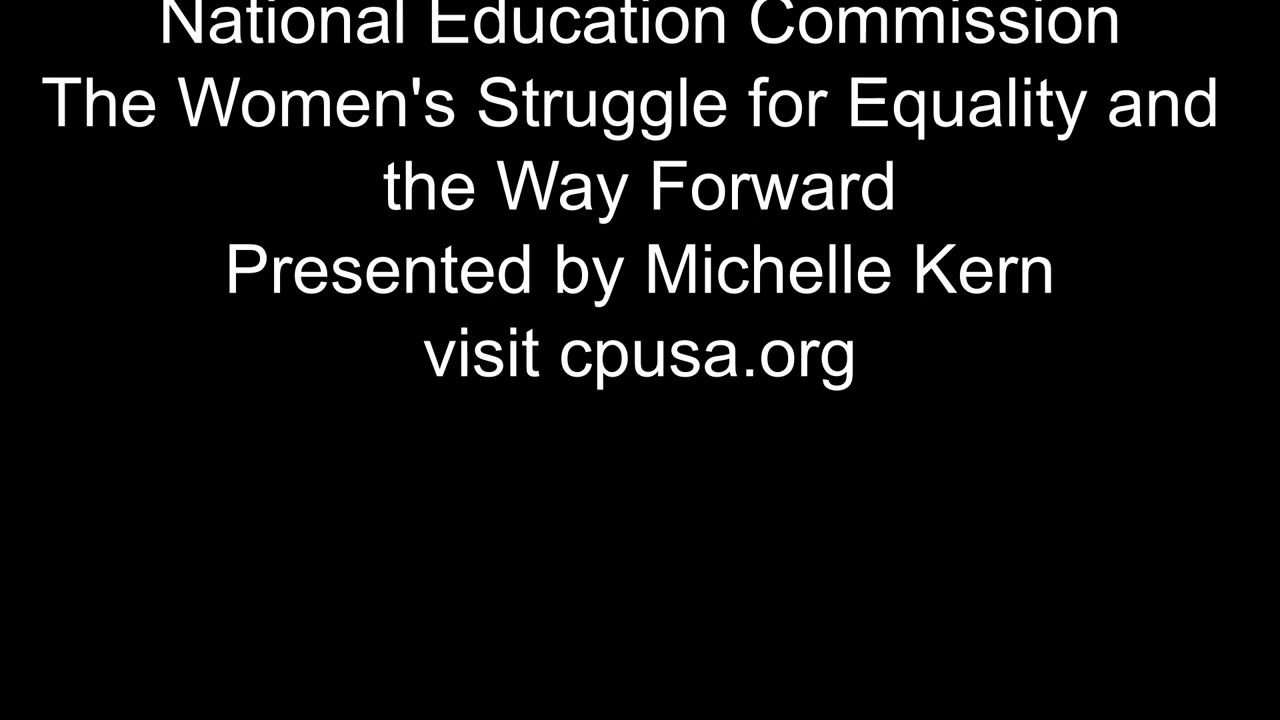 National Education Commission
The Women's Struggle for Equality and
the Way Forward
Presented by Michelle Kern
visit cpusa.org